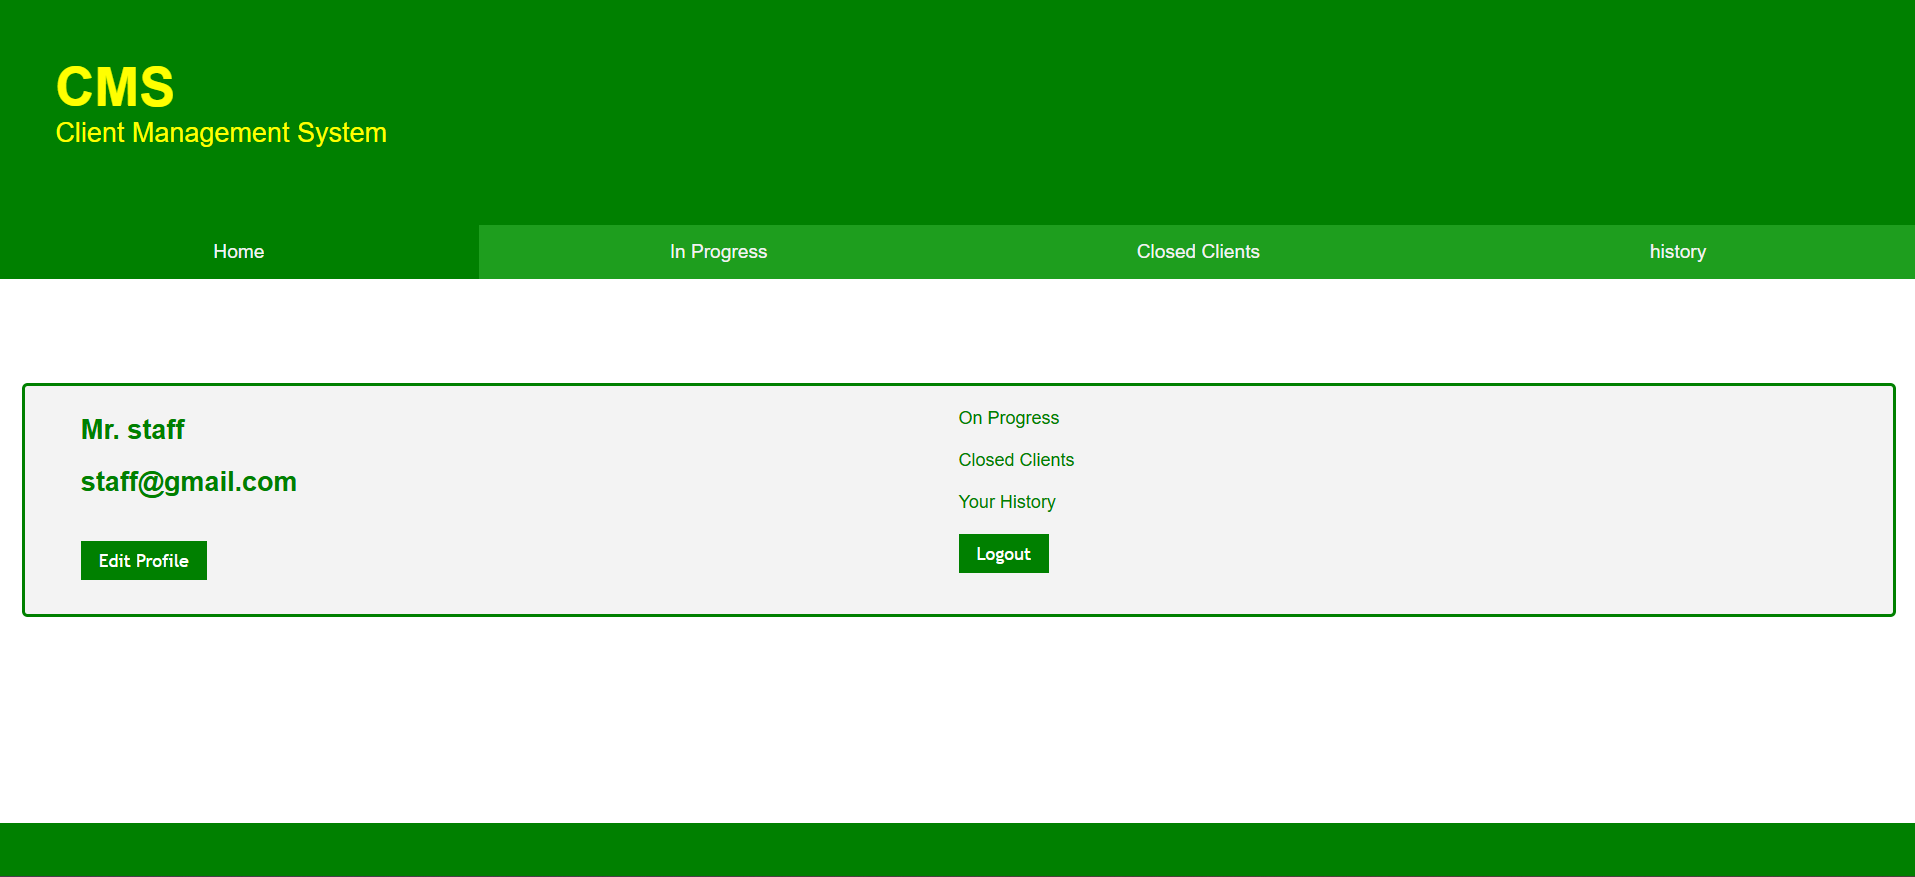 CMS
Client Management System
Home
In Progress
Closed Clients
history
Mr. staff
staff@gmail.com
Edit Profile
On Progress
Closed Clients
Your History
Logout